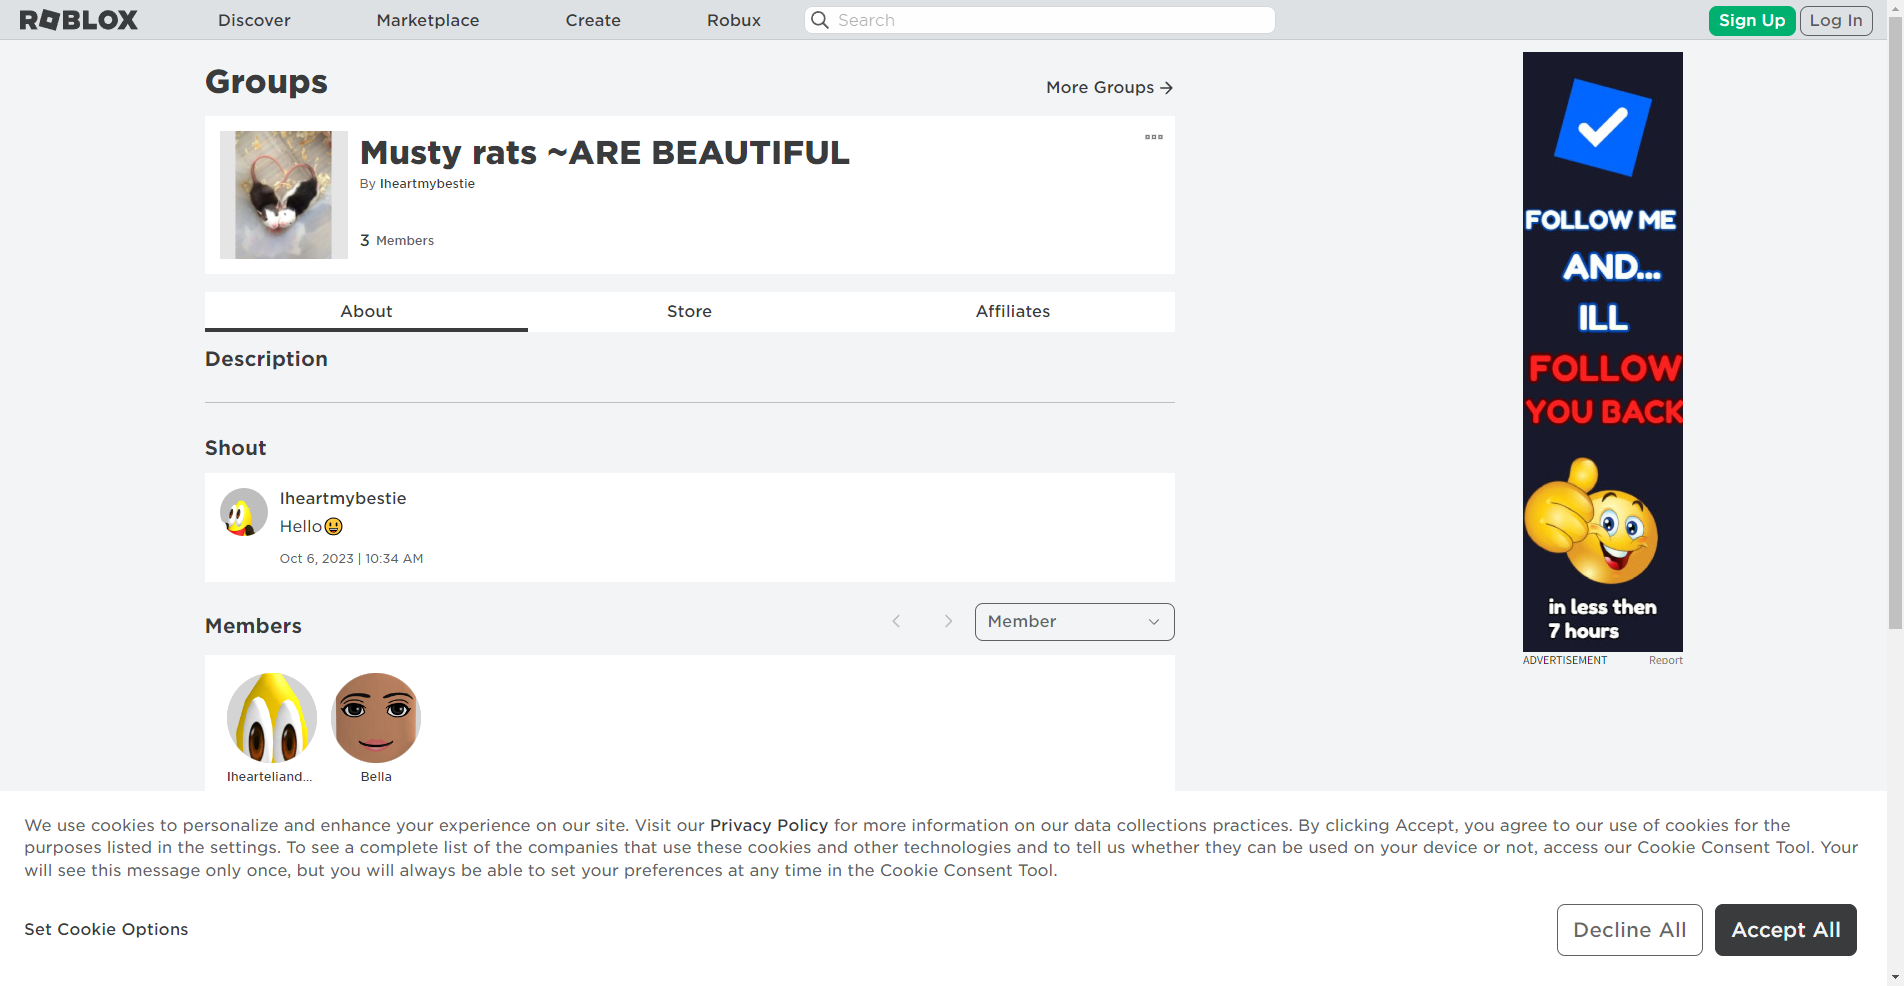 ROBLOX
Discover
Marketplace
Create
Robux
Search
Sign Up
Log In
Groups
More Groups
Musty rats ~ARE BEAUTIFUL
By Iheartmybestie
3 Members
About
Store
Affiliates
Description
Shout
Iheartmybestie
Hello
Oct 6, 2023 | 10:34 AM
Members
Member
Ihearteliand...
Bella
FOLLOW ME
AND...
ILL
FOLLOW
YOU BACK
in less then
7 hours
ADVERTISEMENT
Report
We use cookies to personalize and enhance your experience on our site. Visit our Privacy Policy for more information on our data collections practices. By clicking Accept, you agree to our use of cookies for the
purposes listed in the settings. To see a complete list of the companies that use these cookies and other technologies and to tell us whether they can be used on your device or not, access our Cookie Consent Tool. Your
will see this message only once, but you will always be able to set your preferences at any time in the Cookie Consent Tool.
Set Cookie Options
Decline All
Accept All